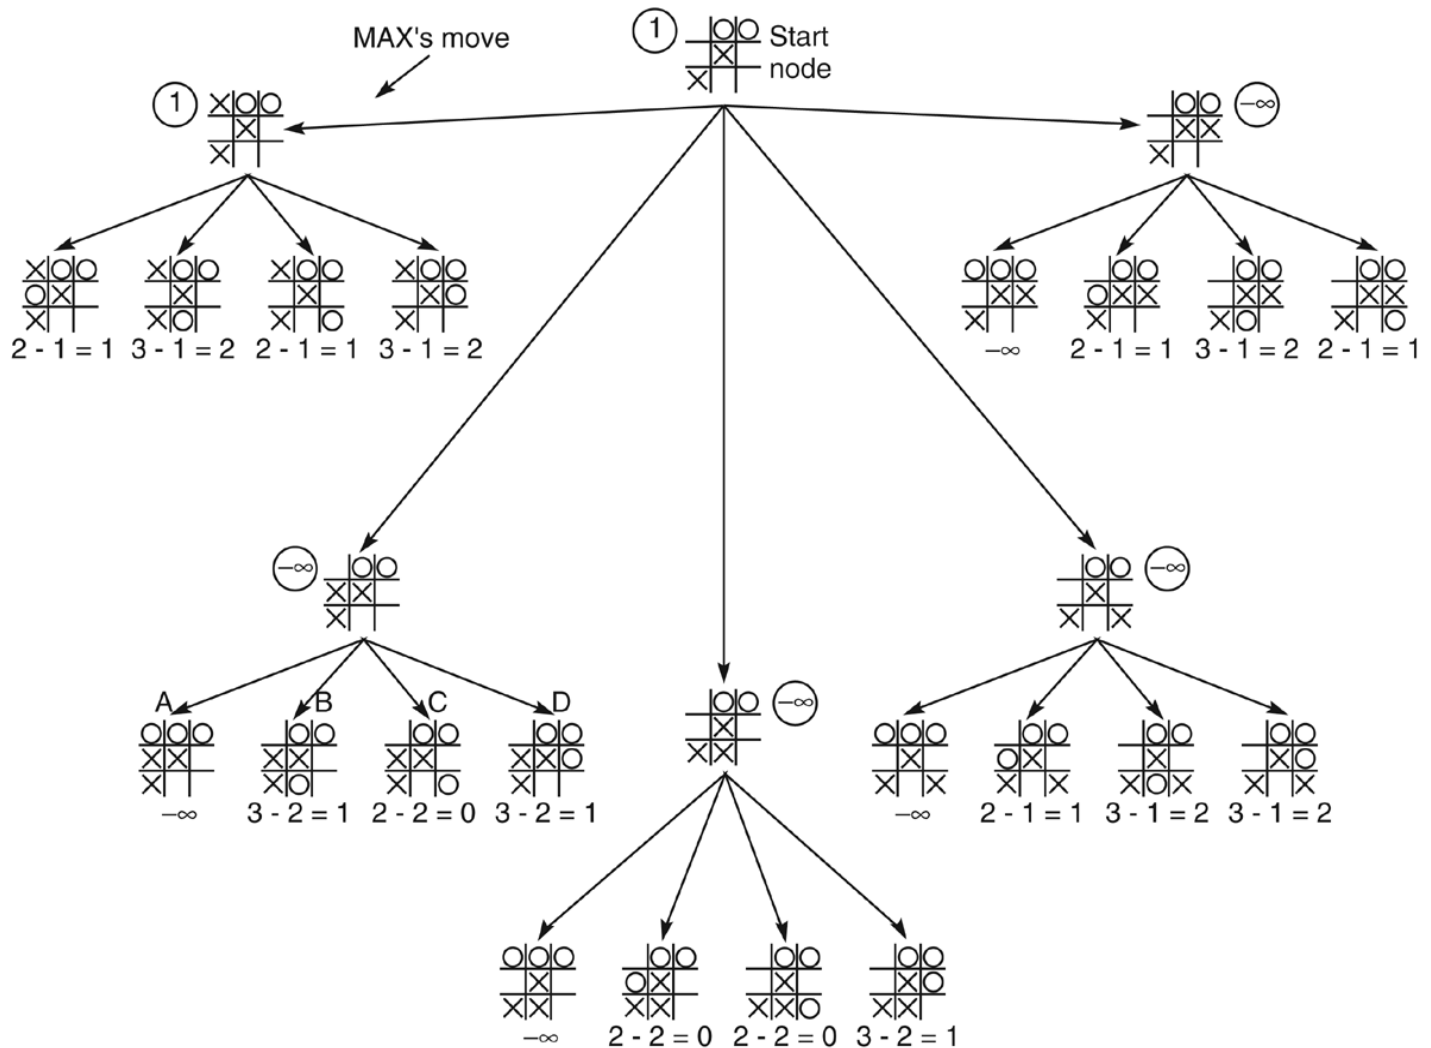 MAX's move
1
Start
node
1
−∞
2 - 1 = 1
3 - 1 = 2
2 - 1 = 1
3 - 1 = 2
−∞
2 - 1 = 1
3 - 1 = 2
2 - 1 = 1
−∞
−∞
A
B
C
D
−∞
−∞
3 - 2 = 1
2 - 2 = 0
3 - 2 = 1
−∞
2 - 1 = 1
3 - 1 = 2
3 - 1 = 2
−∞
2 - 2 = 0
2 - 2 = 0
3 - 2 = 1